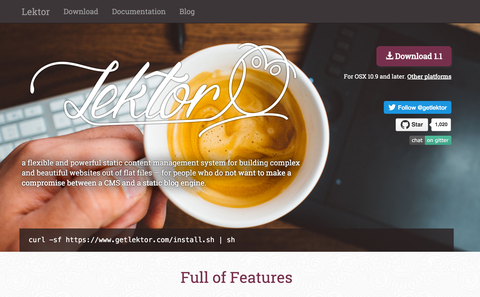 Lektor Download Documentation Blog
Lektor
Download 1.1
For OSX 10.9 and later. Other platforms
Follow @getlektor
Star 1,020
chat on gitter
a flexible and powerful static content management system for building complex
and beautiful websites out of flat files — for people who do not want to make a
compromise between a CMS and a static blog engine.
curl -sf https://www.getlektor.com/install.sh | sh
Full of Features